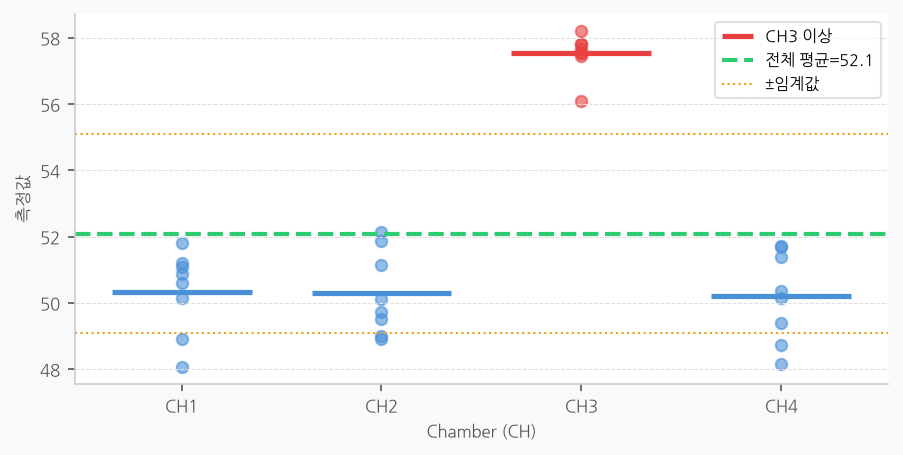 CH3 이상
전체 평균=52.1
±임계값
측정값
58
56
54
52
50
48
CH1
CH2
CH3
CH4
Chamber (CH)